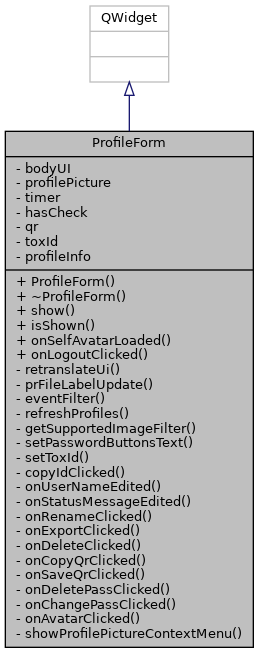 QWidget
ProfileForm
- bodyUI
- profilePicture
- timer
- hasCheck
- qr
- toxId
- profileInfo
+ ProfileForm()
+ ~ProfileForm()
+ show()
+ isShown()
+ onSelfAvatarLoaded()
+ onLogoutClicked()
- retranslateUi()
- prFileLabelUpdate()
- eventFilter()
- refreshProfiles()
- getSupportedImageFilter()
- setPasswordButtonsText()
- setToxId()
- copyIdClicked()
- onUserNameEdited()
- onStatusMessageEdited()
- onRenameClicked()
- onExportClicked()
- onDeleteClicked()
- onCopyQrClicked()
- onSaveQrClicked()
- onDeletePassClicked()
- onChangePassClicked()
- onAvatarClicked()
- showProfilePictureContextMenu()